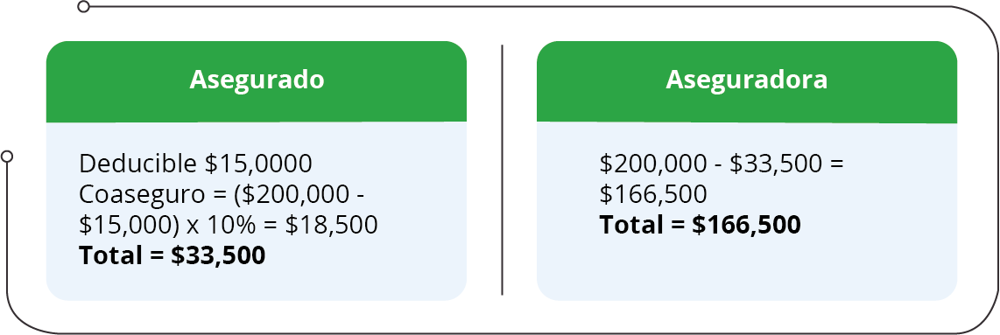 Asegurado
Deducible $15,0000
Coaseguro = ($200,000 -
$15,000) x 10% = $18,500
Total = $33,500
Aseguradora
$200,000 - $33,500 =
$166,500
Total = $166,500